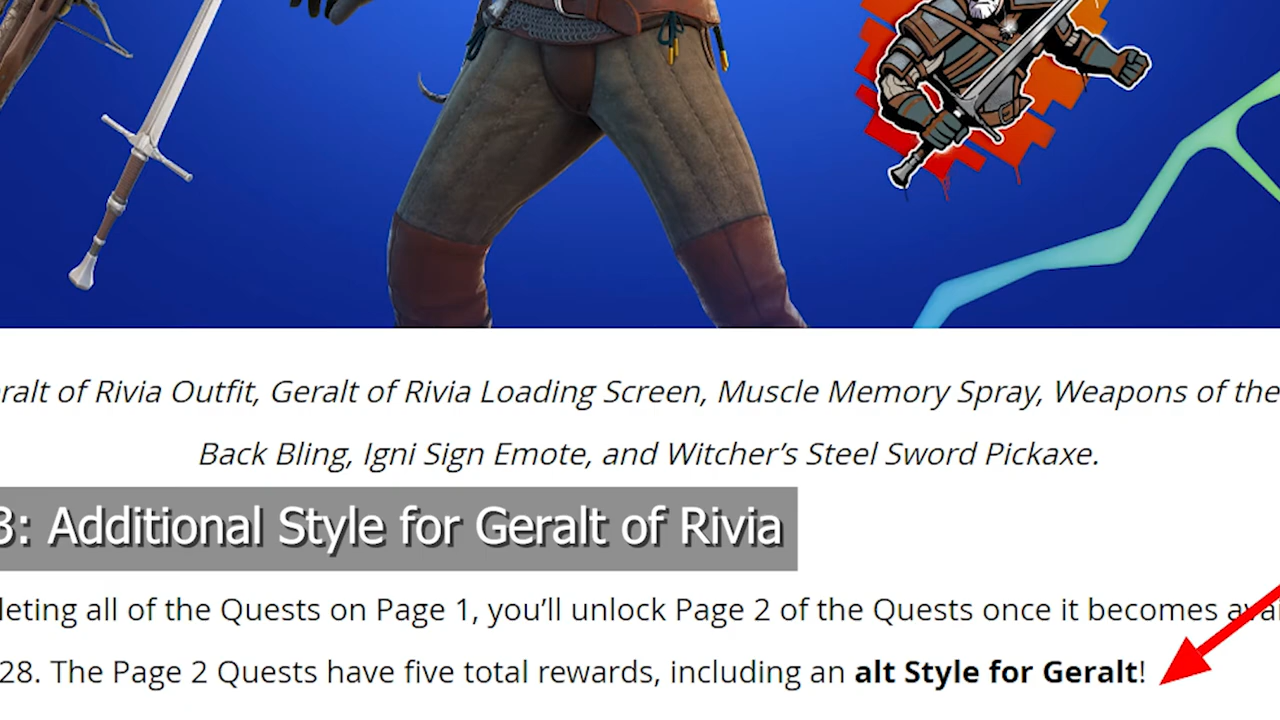 of Rivia Outfit, Geralt of Rivia Loading Screen, Muscle Memory Spray, Weapons of the
Back Bling, Igni Sign Emote, and Witcher's Steel Sword Pickaxe.
3: Additional Style for Geralt of Rivia
all of the Quests on Page 1, you'll unlock Page 2 of the Quests once it becomes
28. The Page 2 Quests have five total rewards, including an alt Style for Geralt!